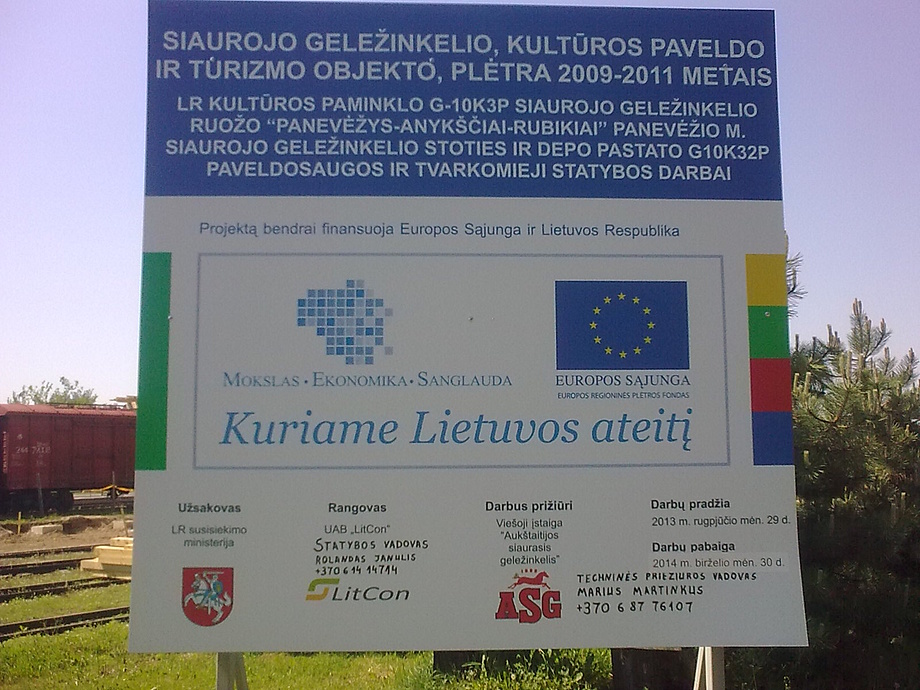 SIAUROJO GELEŽINKELIO, KULTŪROS PAVELDO
IR TURIZMO OBJEKTO, PLĖTRA 2009-2011 METAIS
LR KULTŪROS PAMINKLO G-10K3P SIAUROJO GELEŽINKELIO
RUOŽO “PANEVĖŽYS-ANYKŠČIAI-RUBIKIAI” PANEVĖŽIO M.
SIAUROJO GELEŽINKELIO STOTIES IR DEPO PASTATO G10K32P
PAVELDOSAUGOS IR TVARKOMIEJI STATYBOS DARBAI
Projektą bendrai finansuoja Europos Sąjunga ir Lietuvos Respublika
MOKSLAS • EKONOMIKA • SANGLAUDA
EUROPOS SĄJUNGA
EUROPOS REGIONINĖS PLĖTROS FONDAS
Kuriame Lietuvos ateitį
Užsakovas
LR susisiekimo
ministerija
Rangovas
UAB „LitCon”
STATYBOS VADOVAS
ROLANDAS JANULIS
+370 614 14714
LitCon
Darbus prižiūri
Viešoji įstaiga
“Aukštaitijos
siaurasis
geležinkelis”
ASG
Darbų pradžia
2013 m. rugpjūčio mėn. 29 d.
Darbų pabaiga
2014 m. birželio mėn. 30 d.
TECHNINĖS PRIEŽIUROS VADOVAS
MARIUS MARTINKUS
+370 687 76107